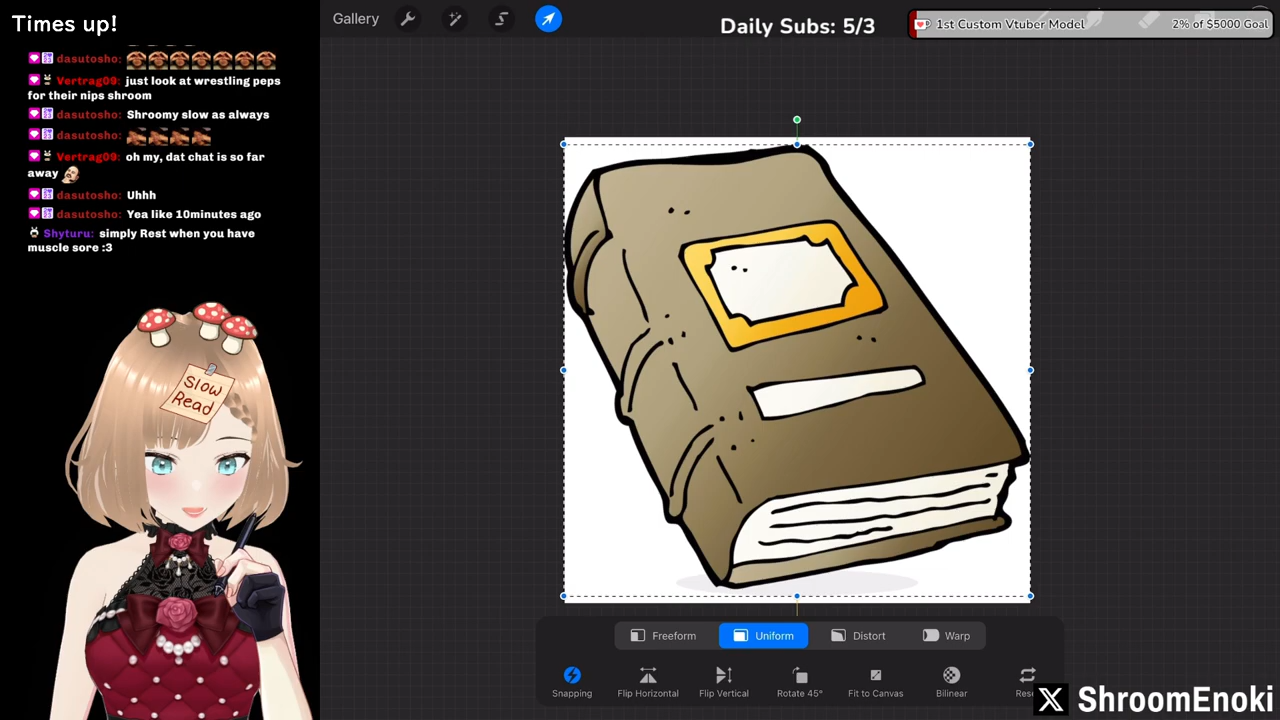 Times up!
Gallery
Daily Subs: 5/3
1st Custom Vtuber Model
2% of $5000 Goal
dasutosho:
Vertrag09: just look at wrestling peps
for their nips shroom
dasutosho: Shroomy slow as always
dasutosho:
Vertrag09: oh my, dat chat is so far
away
dasutosho: Uhhh
dasutosho: Yea like 10minutes ago
Shyturu: simply Rest when you have
muscle sore :3
Slow
Read
Freeform
Uniform
Distort
Warp
Snapping
Flip Horizontal
Flip Vertical
Rotate 45°
Fit to Canvas
Bilinear
X ShroomEnoki